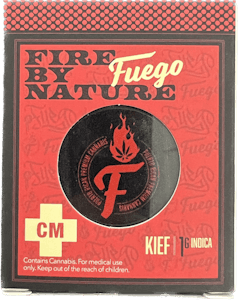 FIRE
BY Fuego
NATURE
F
CM
KIEF 1G INDICA
Contains Cannabis. For medical use
only. Keep out of the reach of children.